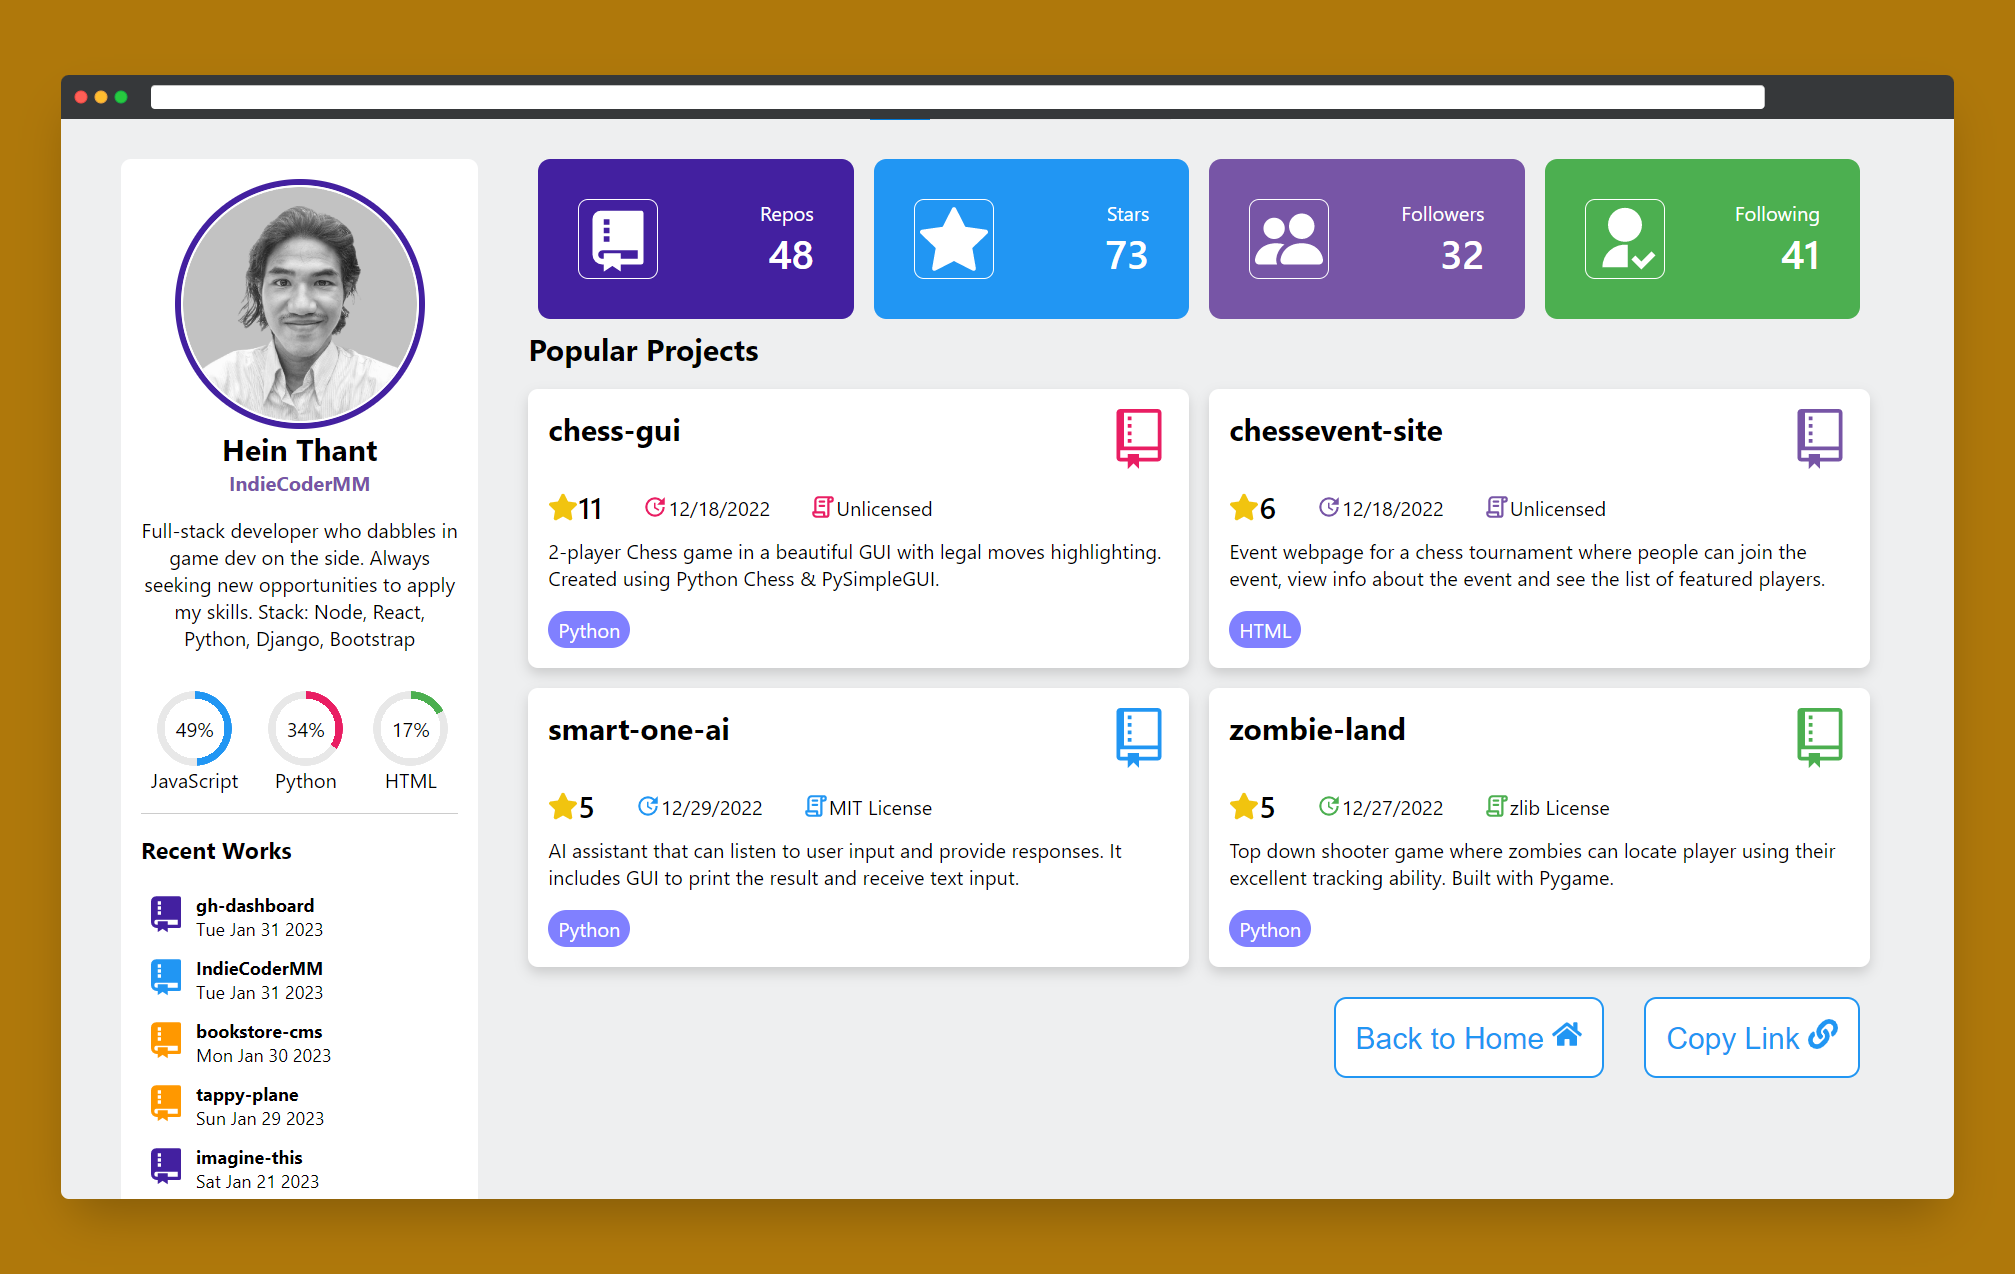 Hein Thant
IndieCoderMM
Full-stack developer who dabbles in
game dev on the side. Always
seeking new opportunities to apply
my skills. Stack: Node, React,
Python, Django, Bootstrap
49%
JavaScript
34%
Python
17%
HTML
Recent Works
gh-dashboard
Tue Jan 31 2023
IndieCoderMM
Tue Jan 31 2023
bookstore-cms
Mon Jan 30 2023
tappy-plane
Sun Jan 29 2023
imagine-this
Sat Jan 21 2023
Repos
48
Stars
73
Followers
32
Following
41
Popular Projects
chess-gui
11 12/18/2022 Unlicensed
2-player Chess game in a beautiful GUI with legal moves highlighting.
Created using Python Chess & PySimpleGUI.
Python
chessevent-site
6 12/18/2022 Unlicensed
Event webpage for a chess tournament where people can join the
event, view info about the event and see the list of featured players.
HTML
smart-one-ai
5 12/29/2022 MIT License
AI assistant that can listen to user input and provide responses. It
includes GUI to print the result and receive text input.
Python
zombie-land
5 12/27/2022 zlib License
Top down shooter game where zombies can locate player using their
excellent tracking ability. Built with Pygame.
Python
Back to Home
Copy Link